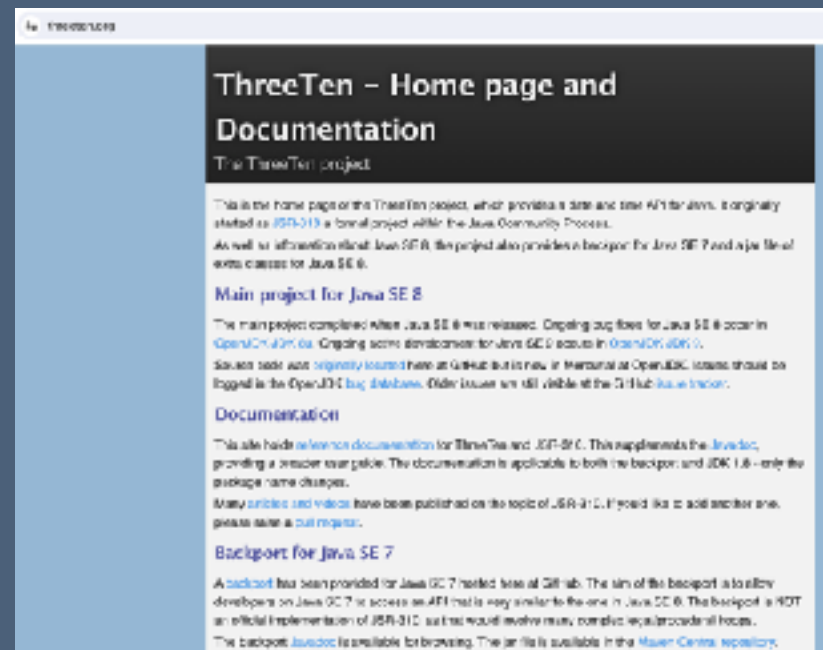 threeten.org
ThreeTen – Home page and
Documentation
The ThreeTen project
This is the home page of the ThreeTen project, which provides a date and time API for Java. It originally
started as JSR-310 a formal project within the Java Community Process.
As well as information about Java SE 8, the project also provides a backport for Java SE 7 and a jar file of
extra classes for Java SE 8.
Main project for Java SE 8
The main project completed when Java SE 8 was released. Ongoing bug fixes for Java SE 8 occur in
OpenJDK JDK 8u. Ongoing active development for Java SE 9 occurs in OpenJDK JDK 9.
Source code was originally located here at GitHub but is now in Mercurial at OpenJDK. Issues should be
logged in the OpenJDK bug database. Older issues are still visible at the GitHub issue tracker.
Documentation
This site holds reference documentation for ThreeTen and JSR-310. This supplements the Javadoc,
providing a broader user guide. The documentation is applicable to both the backport and JDK 1.8 - only the
package name changes.
Many articles and videos have been published on the topic of JSR-310. If you'd like to add another one,
please raise a pull request.
Backport for Java SE 7
A backport has been provided for Java SE 7 hosted here at GitHub. The aim of the backport is to allow
developers on Java SE 7 to access an API that is very similar to the one in Java SE 8. The backport is NOT
an official implementation of JSR-310, as that would involve many complex legal/procedural hoops.
The backport Javadoc is available for browsing. The jar file is available in the Maven Central repository.